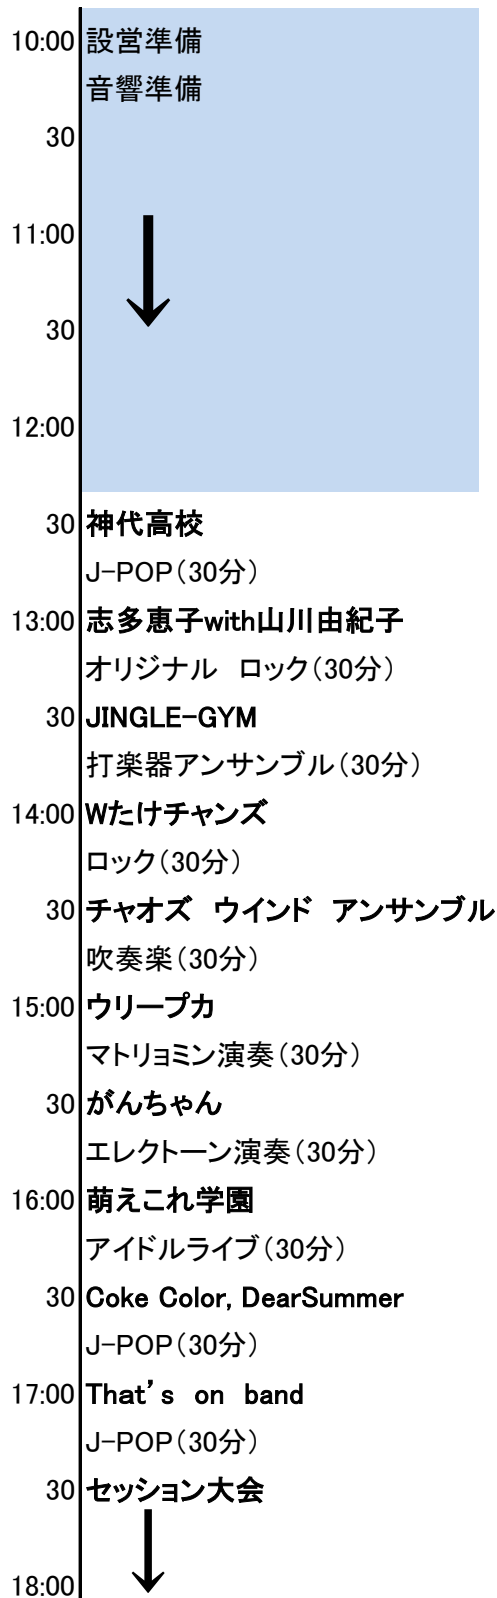 10:00 設営準備
音響準備
30
11:00
30
12:00
30 神代高校
J-POP（30分）
13:00 志多恵子with山川由紀子
オリジナル　ロック（30分）
30 JINGLE-GYM
打楽器アンサンブル（30分）
14:00 Wたけチャンズ
ロック（30分）
30 チャオズ　ウインド　アンサンブル
吹奏楽（30分）
15:00 ウリープカ
マトリョミン演奏（30分）
30 がんちゃん
エレクトーン演奏（30分）
16:00 萌えこれ学園
アイドルライブ（30分）
30 Coke Color, DearSummer
J-POP（30分）
17:00 That’s on band
J-POP（30分）
30 セッション大会
18:00